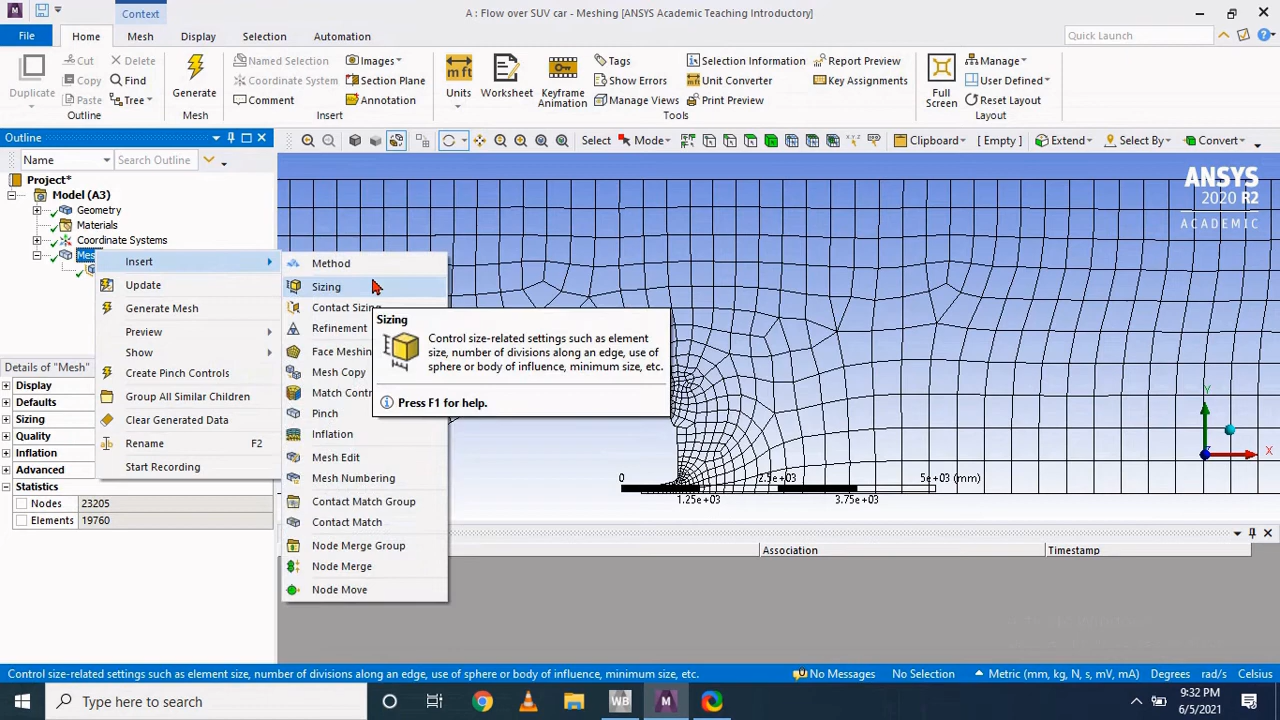 Context
A : Flow over SUV car - Meshing [ANSYS Academic Teaching Introductory]
File
Home
Mesh
Display
Selection
Automation
Quick Launch
Duplicate
Cut
Copy
Paste
Delete
Find
Tree
Outline
Generate
Mesh
Named Selection
Coordinate System
Comment
Images
Section Plane
Annotation
Insert
Units
Worksheet
Keyframe
Animation
Tags
Show Errors
Manage Views
Selection Information
Unit Converter
Print Preview
Report Preview
Key Assignments
Tools
Full
Screen
Manage
User Defined
Reset Layout
Layout
Outline
Select
Mode
Clipboard
[ Empty ]
Extend
Select By
Convert
Name
Search Outline
Project*
Model (A3)
Geometry
Materials
Coordinate Systems
Mes
Insert
Update
Generate Mesh
Preview
Show
Create Pinch Controls
Group All Similar Children
Clear Generated Data
Rename F2
Start Recording
Method
Sizing
Contact Sizing
Refinement
Face Meshin
Mesh Copy
Match Contr
Pinch
Inflation
Mesh Edit
Mesh Numbering
Contact Match Group
Contact Match
Node Merge Group
Node Merge
Node Move
Sizing
Control size-related settings such as element
size, number of divisions along an edge, use of
sphere or body of influence, minimum size, etc.
Press F1 for help.
ANSYS
2020 R2
ACADEMIC
Y
X
0
5e+03 (mm)
1.25e+03
3.75e+03
Details of "Mesh"
Display
Defaults
Sizing
Quality
Inflation
Advanced
Statistics
Nodes 23205
Elements 19760
Association
Timestamp
Control size-related settings such as element size, number of divisions along an edge, use of sphere or body of influence, minimum size, etc.
No Messages
No Selection
Metric (mm, kg, N, s, mV, mA)
Degrees
rad/s
Celsius
Type here to search
WB
M
9:32 PM
6/5/2021